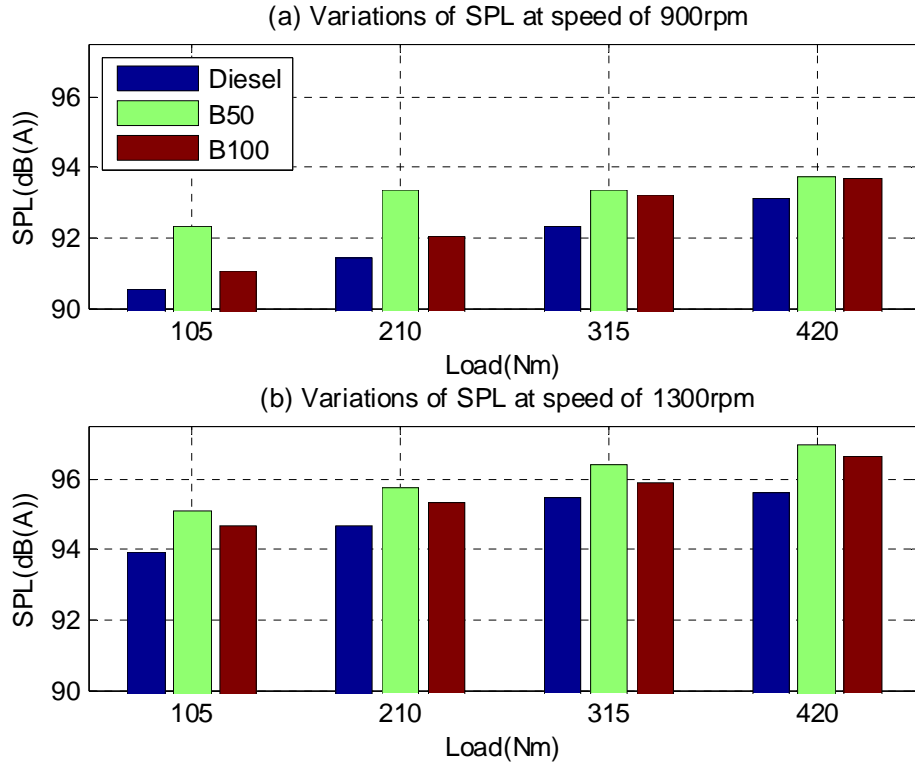 (a) Variations of SPL at speed of 900rpm
SPL(dB(A))
96
94
92
90
Diesel
B50
B100
105 210 315 420
Load(Nm)
(b) Variations of SPL at speed of 1300rpm
SPL(dB(A))
96
94
92
90
105 210 315 420
Load(Nm)